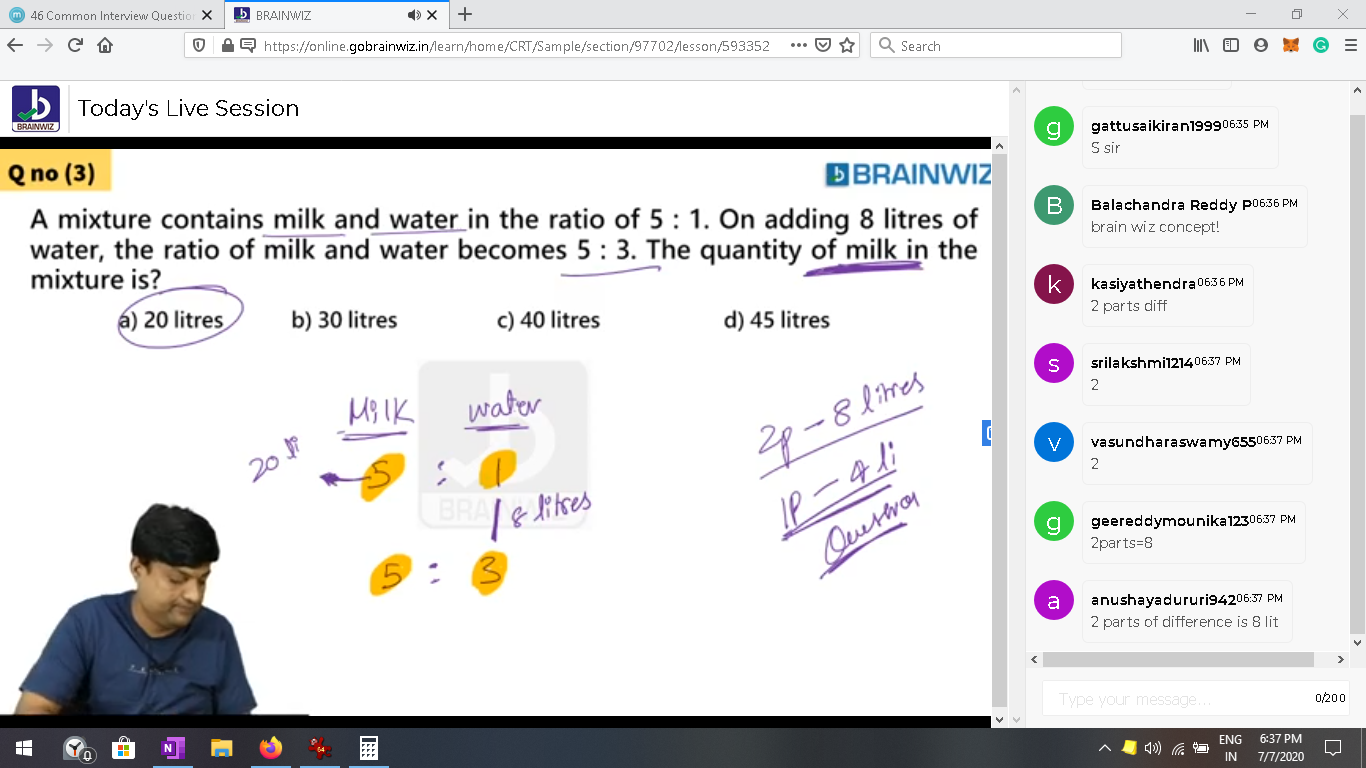 46 Common Interview Question
BRAINWIZ
https://online.gobrainwiz.in/learn/home/CRT/Sample/section/97702/lesson/593352
Search
BRAINWIZ
Today's Live Session
Q no (3)
BRAINWIZ
A mixture contains milk and water in the ratio of 5 : 1. On adding 8 litres of
water, the ratio of milk and water becomes 5 : 3. The quantity of milk in the
mixture is?
a) 20 litres b) 30 litres c) 40 litres d) 45 litres
Milk water
20 li 5 : 1
8 litres
5 : 3
2p - 8 litres
1P - 4 li
BRAINWIZ
gattusaikiran1999 06:35 PM
S sir
B
Balachandra Reddy P 06:36 PM
brain wiz concept!
k
kasiyathendra 06:36 PM
2 parts diff
s
srilakshmi1214 06:37 PM
2
v
vasundharaswamy655 06:37 PM
2
g
geereddymounika123 06:37 PM
2parts=8
a
anushayadururi942 06:37 PM
2 parts of difference is 8 lit
Type your message...
0/200
ENG
IN
6:37 PM
7/7/2020